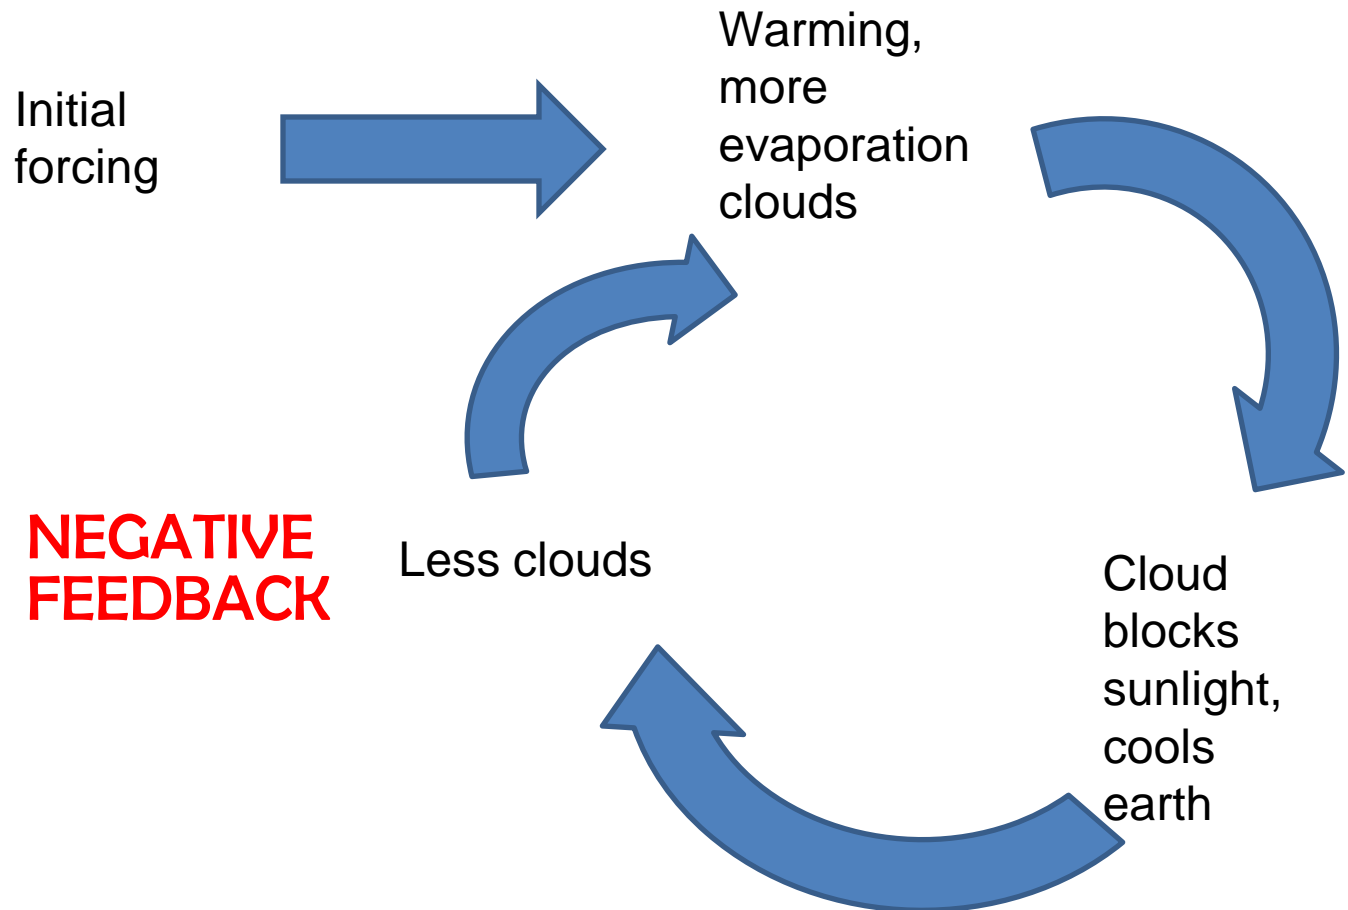 Initial
forcing
Warming,
more
evaporation
clouds
NEGATIVE
FEEDBACK
Less clouds
Cloud
blocks
sunlight,
cools
earth